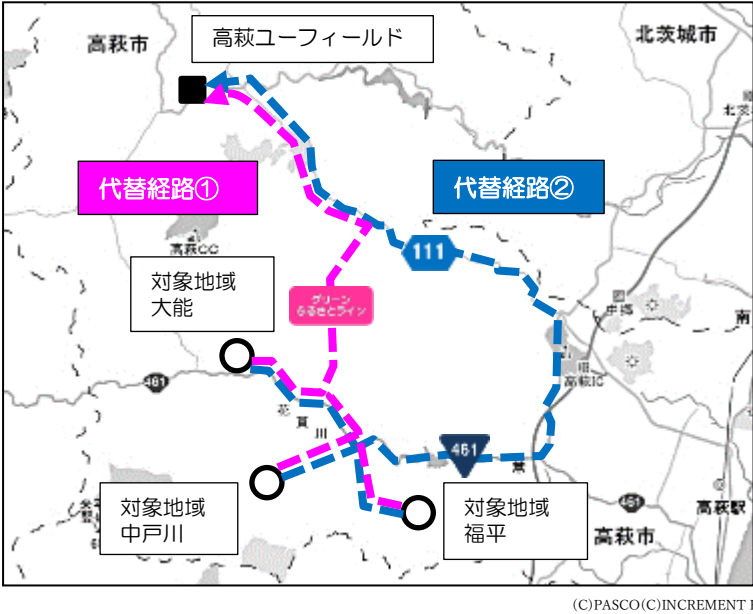 高萩ユーフィールド
高萩市
北茨城市
北茨
代替経路①
代替経路②
高萩CC
111
対象地域
大能
グリーン
ふるさとライン
中郷
南
高萩IC
461
花
貫
川
461
対象地域
中戸川
対象地域
福平
461
高萩駅
高萩市
(C)PASCO(C)INCREMENT